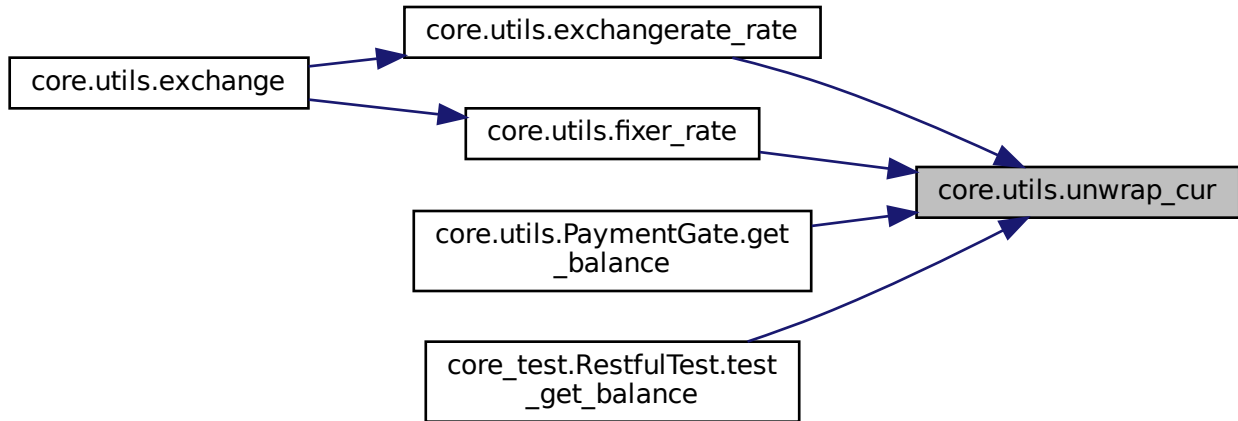 core.utils.exchangerate_rate
core.utils.exchange
core.utils.fixer_rate
core.utils.unwrap_cur
core.utils.PaymentGate.get
_balance
core_test.RestfulTest.test
_get_balance